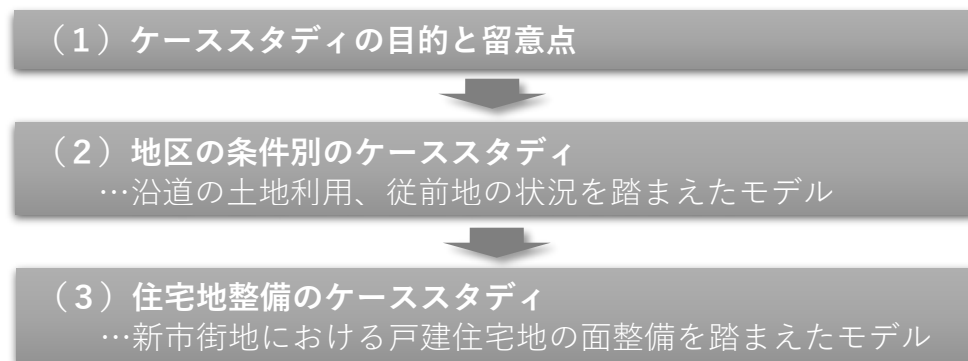 （1）ケーススタディの目的と留意点
（2）地区の条件別のケーススタディ
…沿道の土地利用、従前地の状況を踏まえたモデル
（3）住宅地整備のケーススタディ
…新市街地における戸建住宅地の面整備を踏まえたモデル